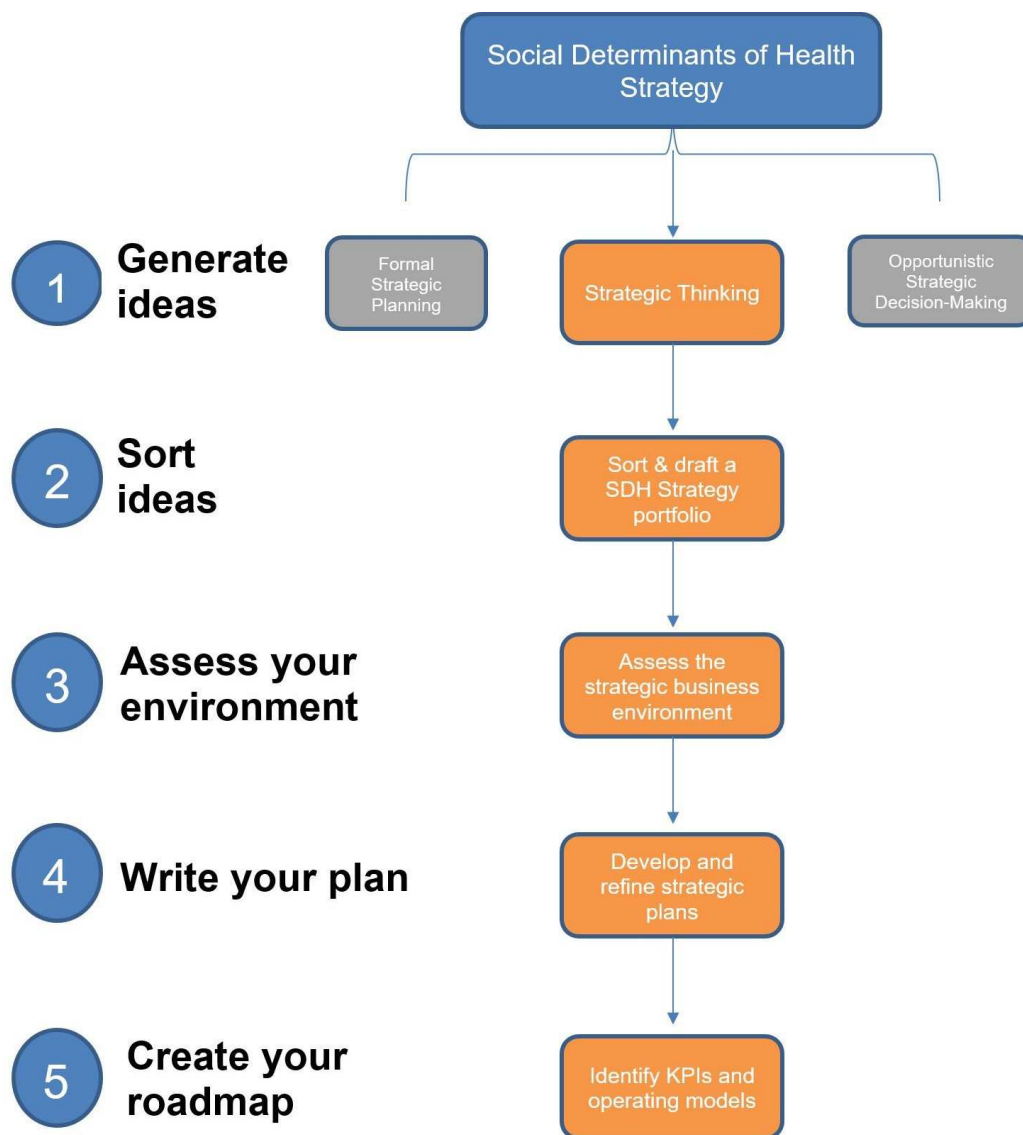 Social Determinants of Health
Strategy
1
Generate
ideas
Formal
Strategic
Planning
Strategic Thinking
Opportunistic
Strategic
Decision-Making
2
Sort
ideas
Sort & draft a
SDH Strategy
portfolio
3
Assess your
environment
Assess the
strategic business
environment
4
Write your plan
Develop and
refine strategic
plans
5
Create your
roadmap
Identify KPIs and
operating models